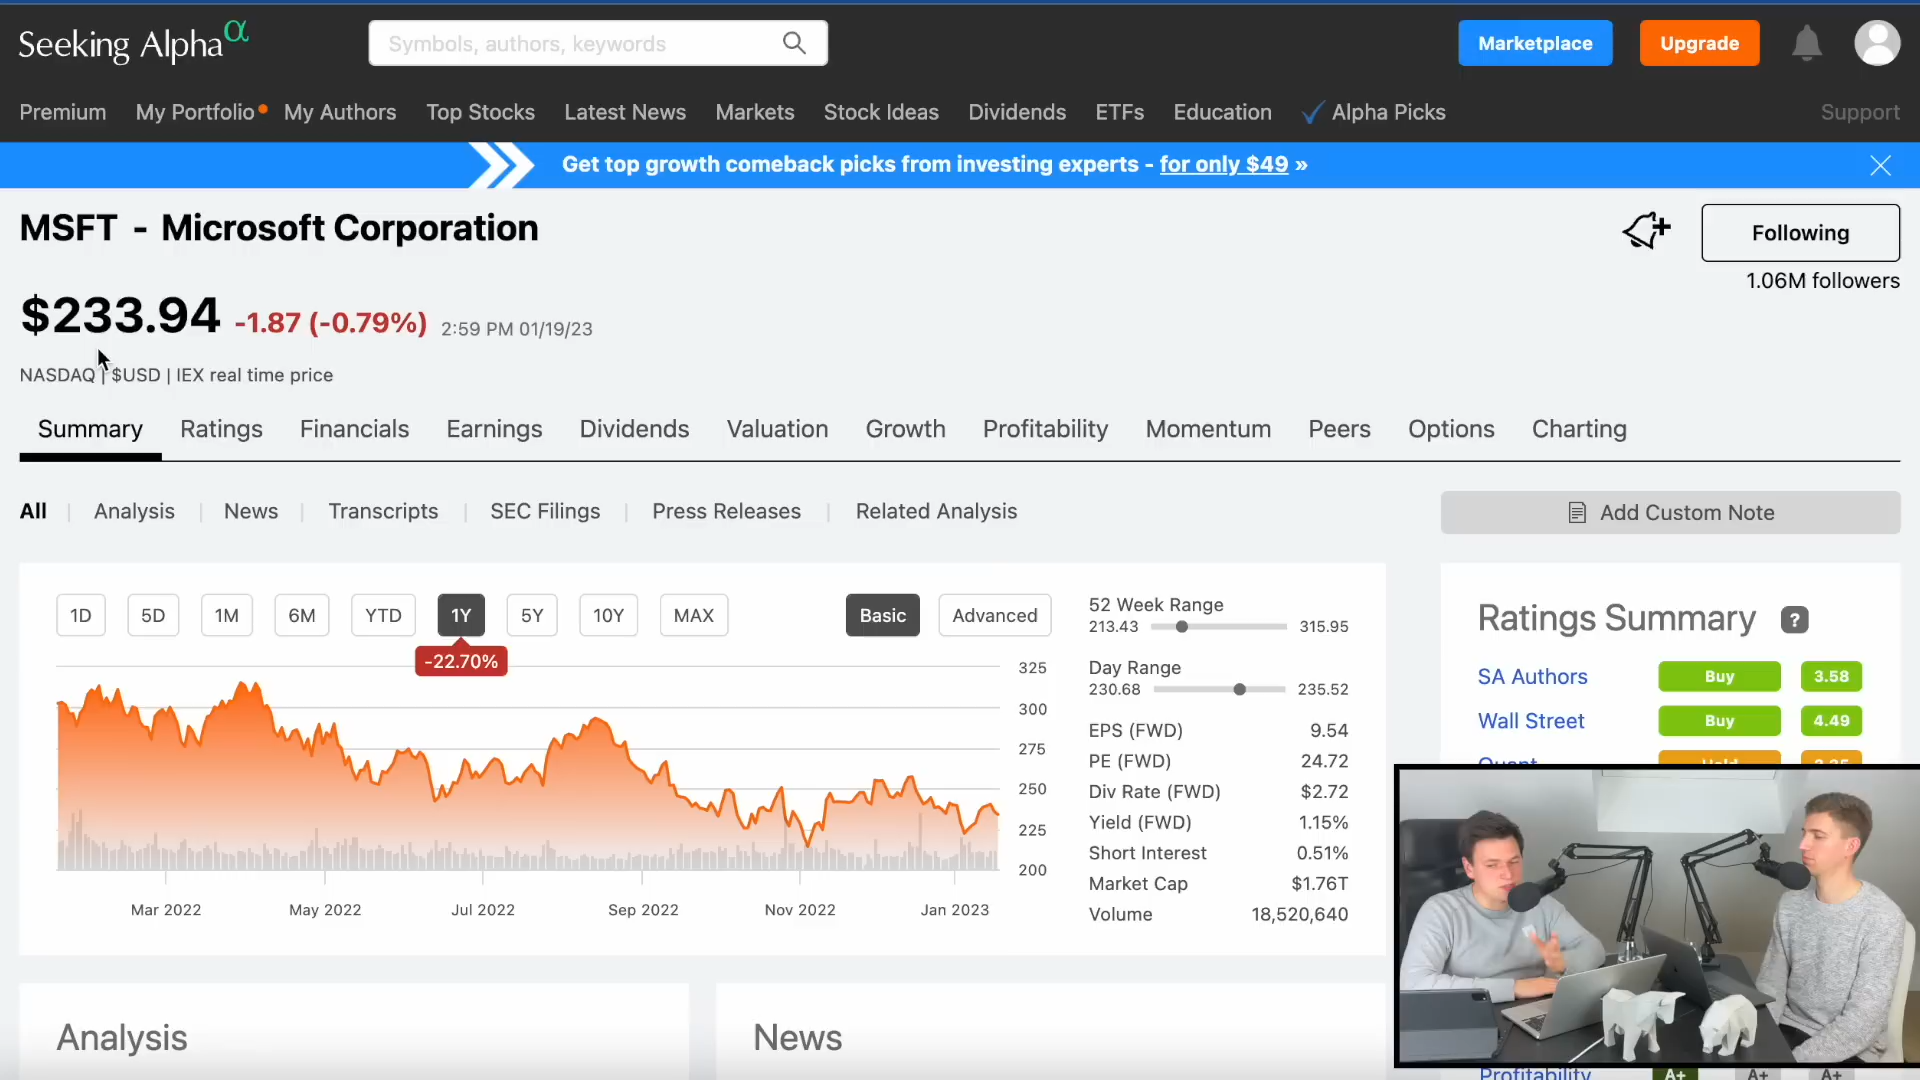 Seeking Alpha α
Symbols, authors, keywords
Marketplace
Upgrade
Premium My Portfolio My Authors Top Stocks Latest News Markets Stock Ideas Dividends ETFs Education Alpha Picks Support
Get top growth comeback picks from investing experts - for only $49 »
MSFT - Microsoft Corporation
Following
1.06M followers
$233.94 -1.87 (-0.79%) 2:59 PM 01/19/23
NASDAQ | $USD | IEX real time price
Summary Ratings Financials Earnings Dividends Valuation Growth Profitability Momentum Peers Options Charting
All | Analysis | News | Transcripts | SEC Filings | Press Releases | Related Analysis
Add Custom Note
1D 5D 1M 6M YTD 1Y 5Y 10Y MAX
-22.70%
Basic Advanced
325
300
275
250
225
200
Mar 2022 May 2022 Jul 2022 Sep 2022 Nov 2022 Jan 2023
52 Week Range
213.43 315.95
Day Range
230.68 235.52
EPS (FWD) 9.54
PE (FWD) 24.72
Div Rate (FWD) $2.72
Yield (FWD) 1.15%
Short Interest 0.51%
Market Cap $1.76T
Volume 18,520,640
Ratings Summary ?
SA Authors Buy 3.58
Wall Street Buy 4.49
Quant Hold
Profitability A+ A+ A+
Analysis
News